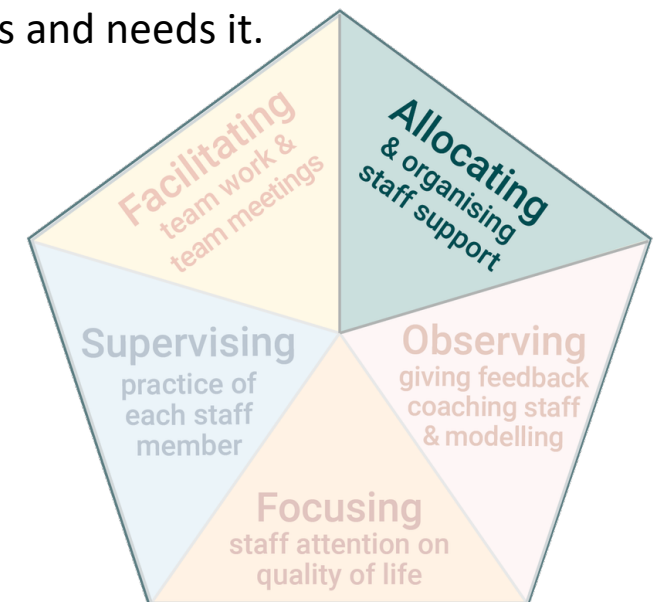 s and needs it.
Facilitating
team work &
team meetings
Allocating
& organising
staff support
Supervising
practice of
each staff
member
Observing
giving feedback
coaching staff
& modelling
Focusing
staff attention on
quality of life